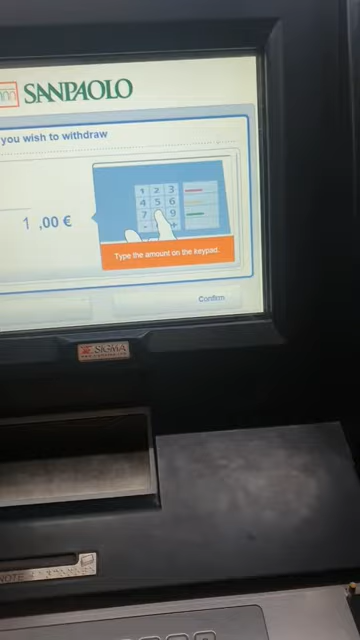 SANPAOLO
you wish to withdraw
1 2 3
4 5 6
7 9
1 ,00 €
Type the amount on the keypad.
Confirm
SIGMA
NOTE